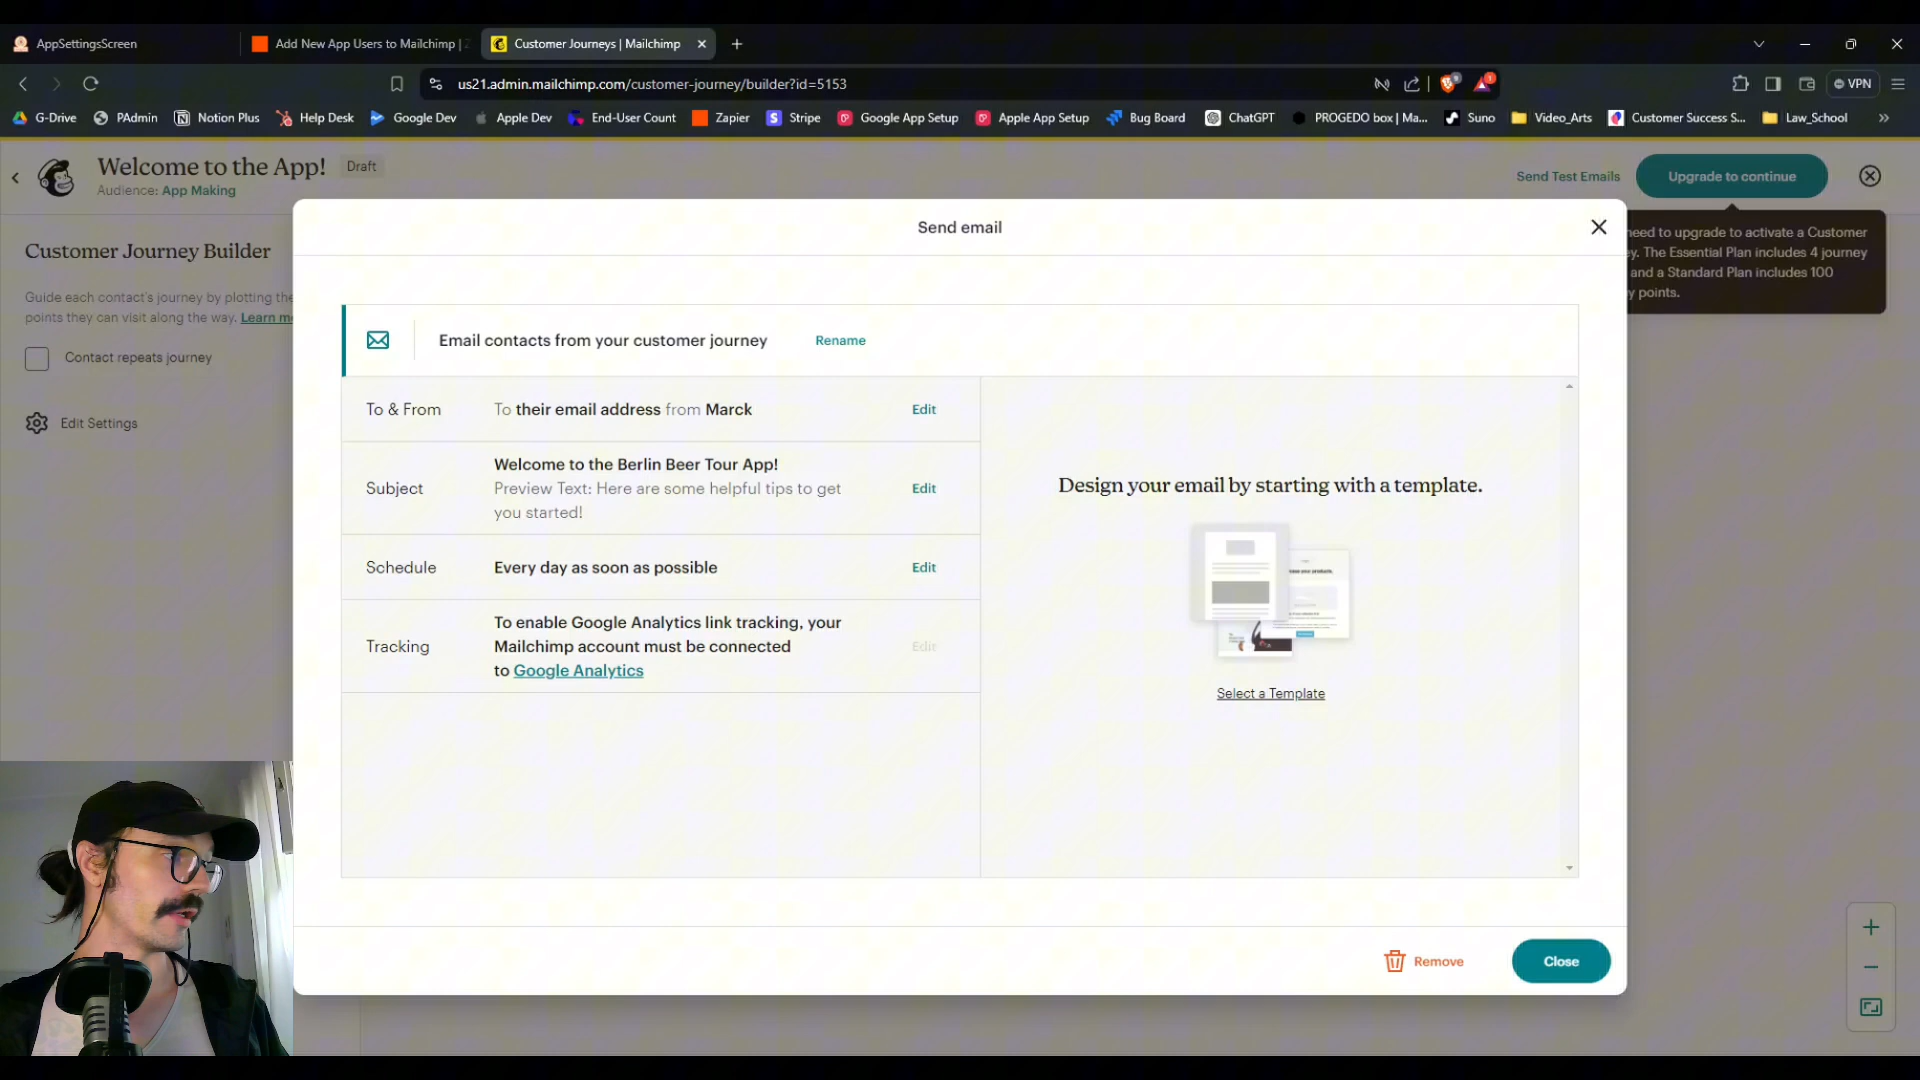 AppSettingsScreen
Add New App Users to Mailchimp |
Customer Journeys | Mailchimp
us21.admin.mailchimp.com/customer-journey/builder?id=5153
VPN
G-Drive
PAdmin
Notion Plus
Help Desk
Google Dev
Apple Dev
End-User Count
Zapier
Stripe
Google App Setup
Apple App Setup
Bug Board
ChatGPT
PROGEDO box | Ma...
Suno
Video_Arts
Customer Success S...
Law_School
Welcome to the App!
Draft
Audience: App Making
Send Test Emails
Upgrade to continue
need to upgrade to activate a Customer
ey. The Essential Plan includes 4 journey
and a Standard Plan includes 100
y points.
Customer Journey Builder
Guide each contact's journey by plotting the
points they can visit along the way. Learn mo
Contact repeats journey
Edit Settings
Send email
Email contacts from your customer journey
Rename
To & From
To their email address from Marck
Edit
Subject
Welcome to the Berlin Beer Tour App!
Preview Text: Here are some helpful tips to get
you started!
Edit
Schedule
Every day as soon as possible
Edit
Tracking
To enable Google Analytics link tracking, your
Mailchimp account must be connected
to Google Analytics
Edit
Design your email by starting with a template.
Select a Template
Remove
Close